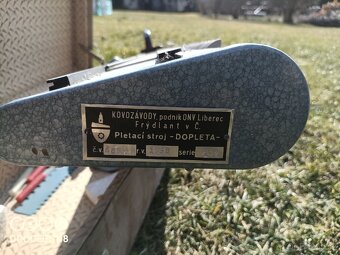 KOVOZÁVODY, podnik ONV Liberec
Frýdlant v Č.
Pletací stroj -DOPLETA-
č.v. r.v. serie